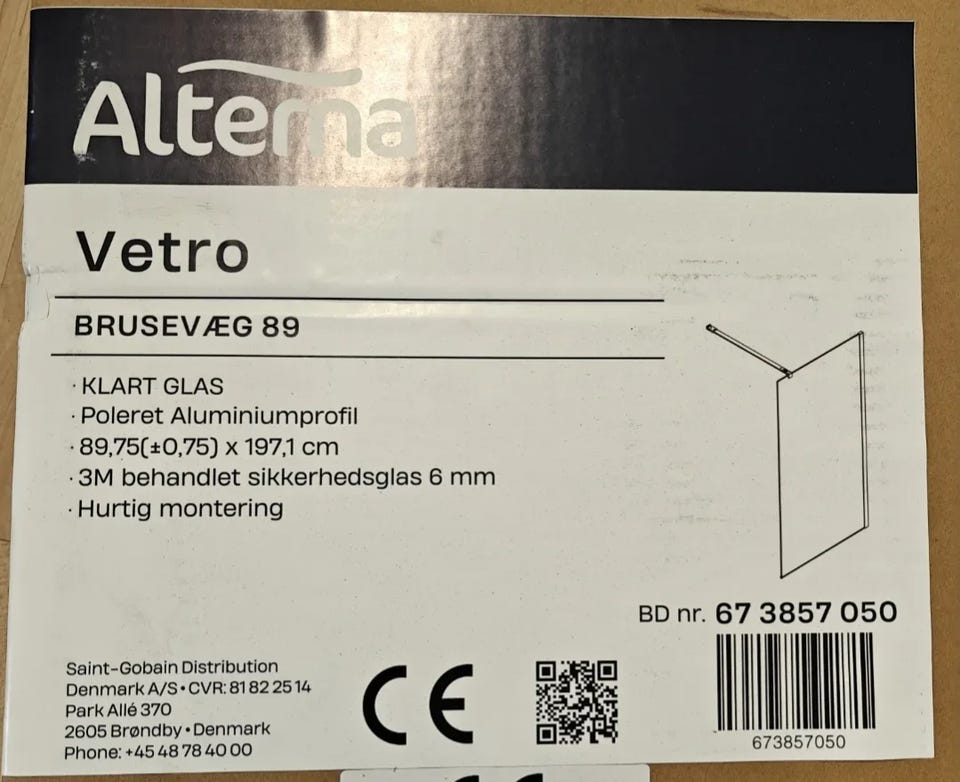 Alterna
Vetro
BRUSEVÆG 89
· KLART GLAS
· Poleret Aluminiumprofil
· 89,75(±0,75) x 197,1 cm
· 3M behandlet sikkerhedsglas 6 mm
· Hurtig montering
BD nr. 67 3857 050
673857050
Saint-Gobain Distribution
Denmark A/S • CVR: 81 82 25 14
Park Allé 370
2605 Brøndby • Denmark
Phone: +45 48 78 40 00
CE